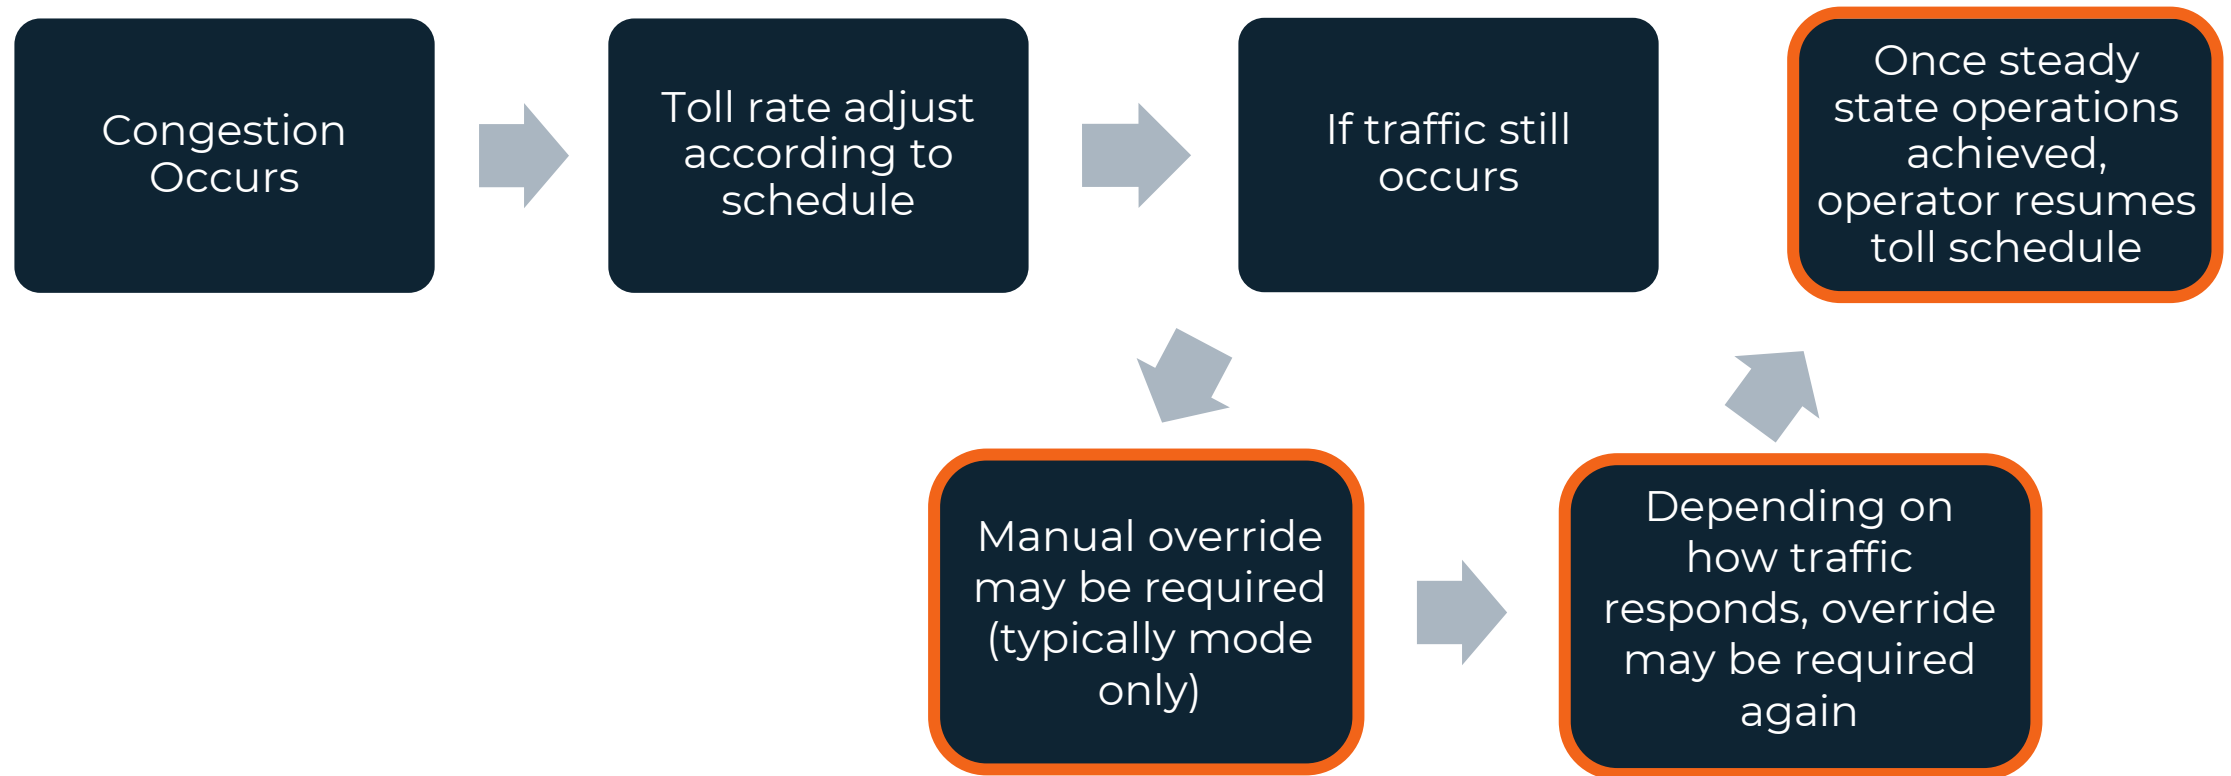 Congestion
Occurs
Toll rate adjust
according to
schedule
If traffic still
occurs
Manual override
may be required
(typically mode
only)
Depending on
how traffic
responds, override
may be required
again
Once steady
state operations
achieved,
operator resumes
toll schedule